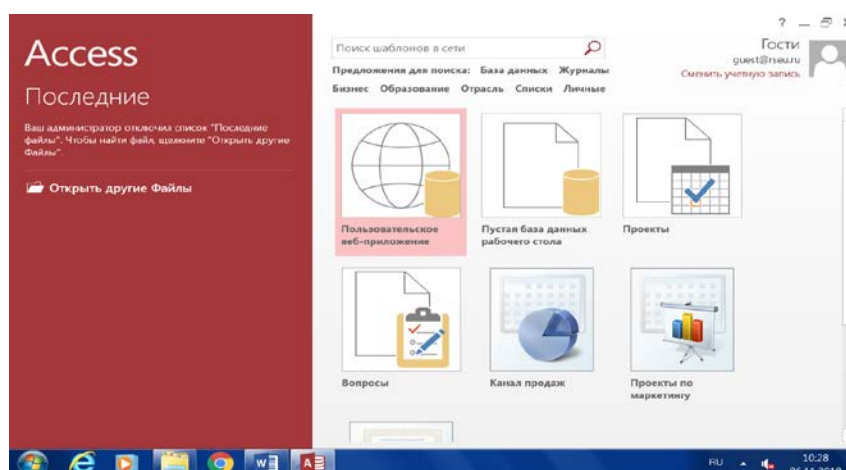 Access
Последние
Ваш администратор отключил список "Последние
файлы". Чтобы найти файл, щелкните "Открыть другие
Файлы".
Открыть другие Файлы
Поиск шаблонов в сети
Предложения для поиска: База данных Журналы
Бизнес Образование Отрасль Списки Личные
?
Гости
guest@rseu.ru
Сменить учетную запись
Пользовательское
веб-приложение
Пустая база данных
рабочего стола
Проекты
Вопросы
Канал продаж
Проекты по
маркетингу
RU
10:28